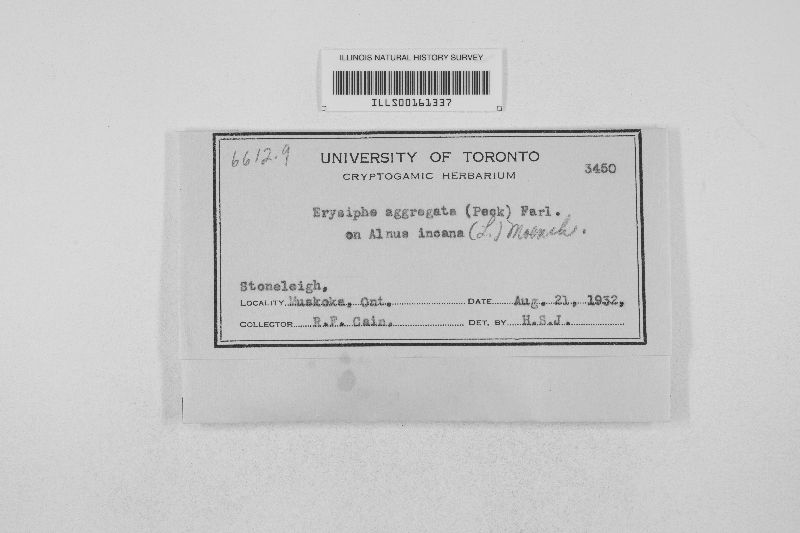 ILLINOIS NATURAL HISTORY SURVEY
ILLS00161337
6612.9
UNIVERSITY OF TORONTO
CRYPTOGAMIC HERBARIUM
3450
Erysiphe aggregata (Peck) Farl.
on Alnus incana (L.) Moench.
Stoneleigh,
LOCALITY Muskoka, Ont. DATE Aug. 21, 1932,
COLLECTOR R.F. Cain. DET. BY H.S.J.